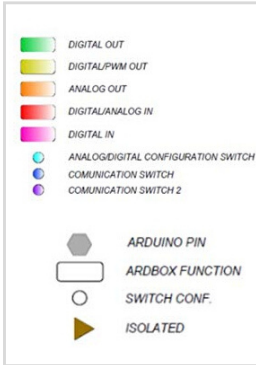 DIGITAL OUT
DIGITAL/PWM OUT
ANALOG OUT
DIGITAL/ANALOG IN
DIGITAL IN
ANALOG/DIGITAL CONFIGURATION SWITCH
COMUNICATION SWITCH
COMUNICATION SWITCH 2
ARDUINO PIN
ARDBOX FUNCTION
SWITCH CONF.
ISOLATED